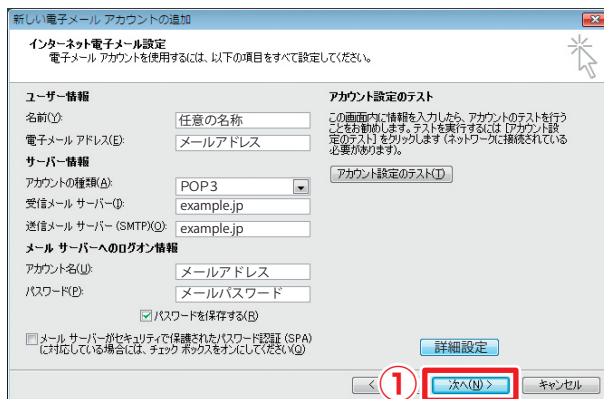 新しい電子メール アカウントの追加
インターネット電子メール設定
電子メール アカウントを使用するには、以下の項目をすべて設定してください。
ユーザー情報
名前(Y):
任意の名称
電子メール アドレス(E):
メールアドレス
サーバー情報
アカウントの種類(A):
POP3
受信メール サーバー(I):
example.jp
送信メール サーバー (SMTP)(O):
example.jp
メール サーバーへのログオン情報
アカウント名(U):
メールアドレス
パスワード(P):
メールパスワード
パスワードを保存する(R)
メール サーバーがセキュリティで保護されたパスワード認証 (SPA)
に対応している場合には、チェック ボックスをオンにしてください(Q)
アカウント設定のテスト
この画面内に情報を入力したら、アカウントのテストを行う
ことをお勧めします。テストを実行するには [アカウント設
定のテスト] をクリックします (ネットワークに接続されている
必要があります)。
アカウント設定のテスト(T)
詳細設定
<
①
次へ(N) >
キャンセル